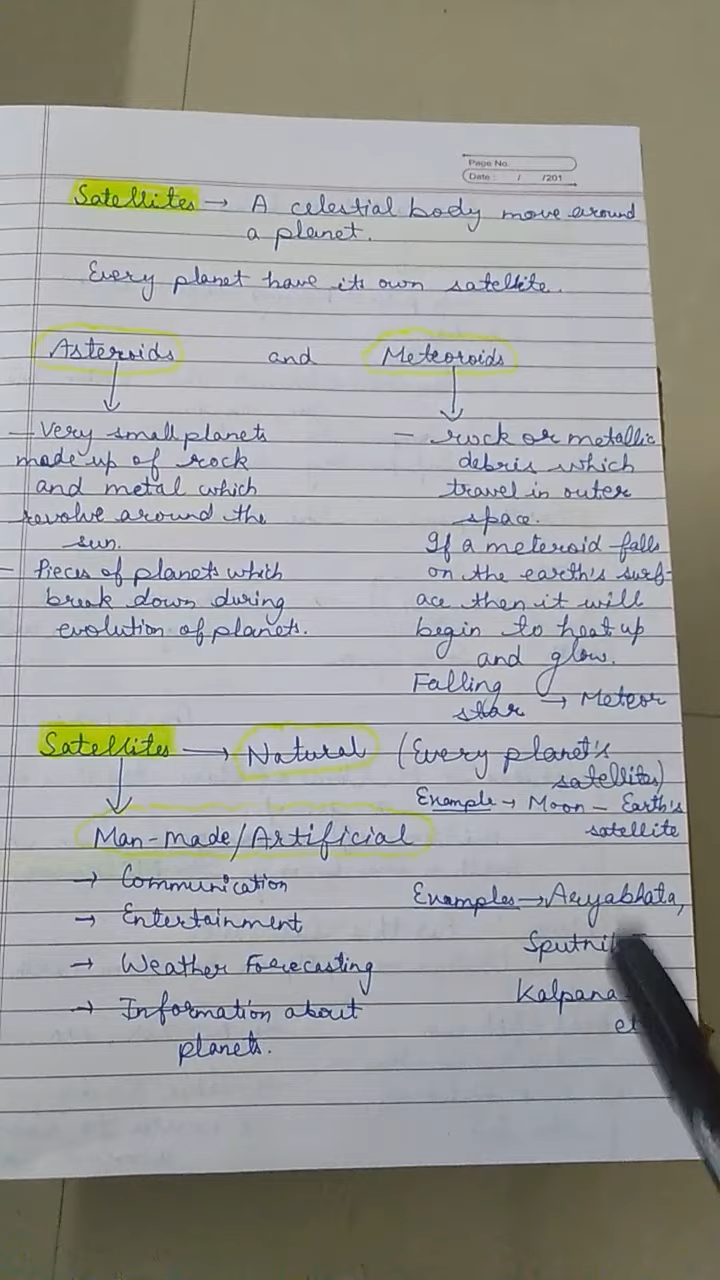 Page No.
Date : / /201
Satellites → A celestial body move around
a planet.
Every planet have its own satellite.
Asteroids and Meteoroids
- Very small planets
made up of rock
and metal which
revolve around the
sun.
- Pieces of planets which
break down during
evolution of planets.
- rock or metallic
debris which
travel in outer
space.
If a meteroid falls
on the earth's surf-
ace then it will
begin to heat up
and glow.
Falling
star → Meteor
Satellites → Natural (Every planet's
satellites)
Example → Moon - Earth's
satellite
Man-made/Artificial
→ Communication
→ Entertainment
→ Weather Forecasting
→ Information about
planets.
Examples → Aryabhata,
Kalpana